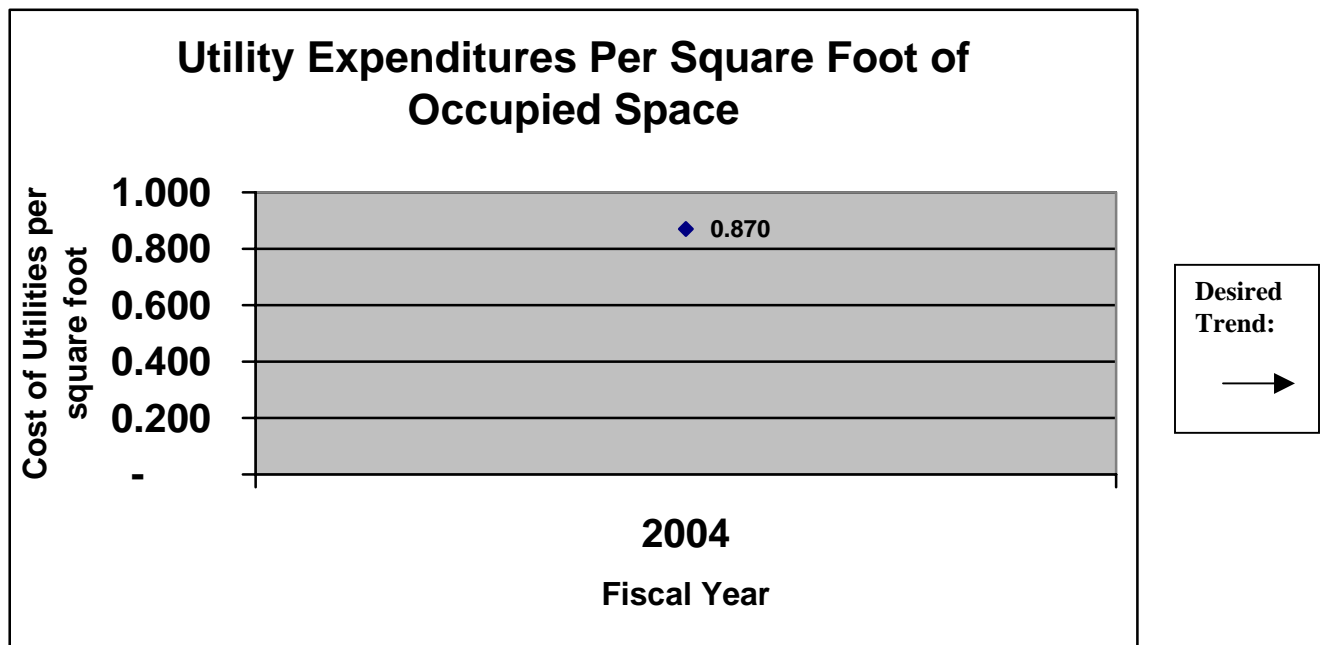 Utility Expenditures Per Square Foot of
Occupied Space
Cost of Utilities per
square foot
1.000
0.800
0.600
0.400
0.200
-
0.870
2004
Fiscal Year
Desired
Trend: